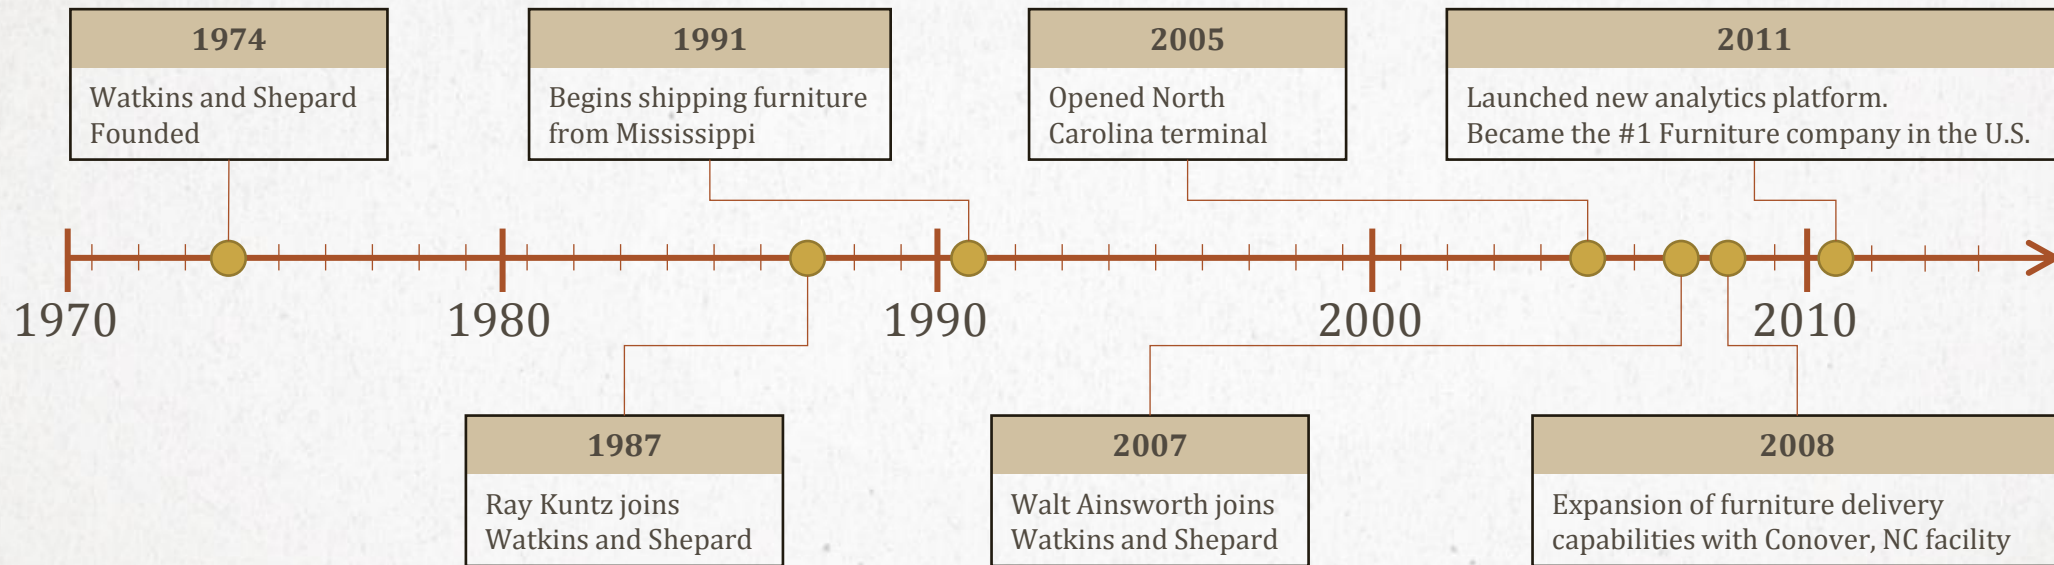 1974
Watkins and Shepard
Founded
1991
Begins shipping furniture
from Mississippi
2005
Opened North
Carolina terminal
2011
Launched new analytics platform.
Became the #1 Furniture company in the U.S.
1970
1980
1990
2000
2010
1987
Ray Kuntz joins
Watkins and Shepard
2007
Walt Ainsworth joins
Watkins and Shepard
2008
Expansion of furniture delivery
capabilities with Conover, NC facility